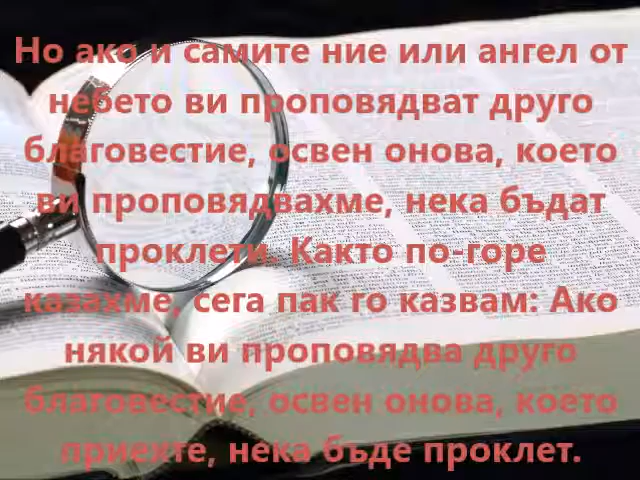 Но ако и самите ние или ангел от
небето ви проповядват друго
благовестие, освен онова, което
ви проповядвахме, нека бъдат
проклети. Както по-горе
казахме, сега пак го казвам: Ако
някой ви проповядва друго
благовестие, освен онова, което
приехте, нека бъде проклет.